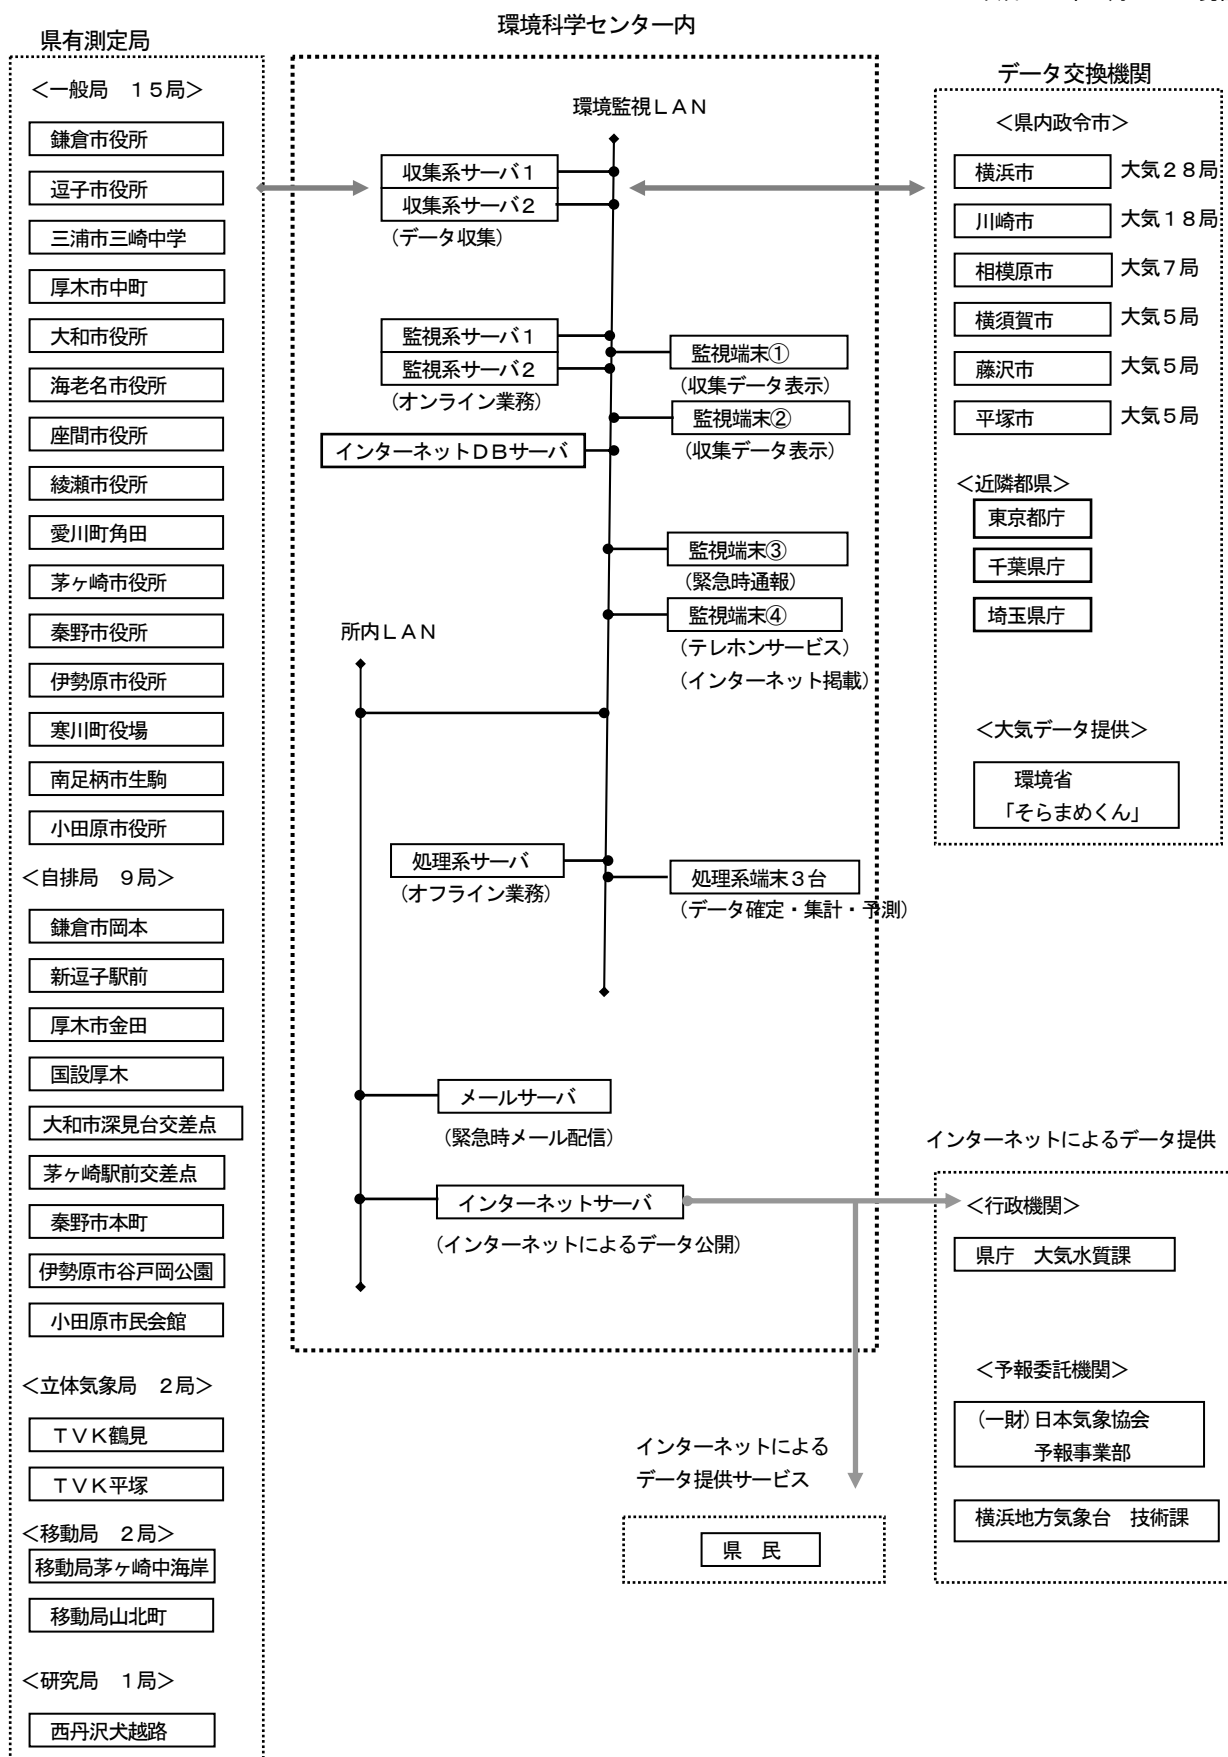 県有測定局
＜一般局　１５局＞
鎌倉市役所
逗子市役所
三浦市三崎中学
厚木市中町
大和市役所
海老名市役所
座間市役所
綾瀬市役所
愛川町角田
茅ヶ崎市役所
秦野市役所
伊勢原市役所
寒川町役場
南足柄市生駒
小田原市役所
＜自排局　９局＞
鎌倉市岡本
新逗子駅前
厚木市金田
国設厚木
大和市深見台交差点
茅ヶ崎駅前交差点
秦野市本町
伊勢原市谷戸岡公園
小田原市民会館
＜立体気象局　２局＞
ＴＶＫ鶴見
ＴＶＫ平塚
＜移動局　２局＞
移動局茅ヶ崎中海岸
移動局山北町
＜研究局　１局＞
西丹沢犬越路
環境科学センター内
環境監視ＬＡＮ
収集系サーバ１
収集系サーバ２
(データ収集)
監視系サーバ１
監視系サーバ２
(オンライン業務)
監視端末①
(収集データ表示)
監視端末②
(収集データ表示)
インターネットＤＢサーバ
監視端末③
(緊急時通報)
監視端末④
(テレホンサービス)
(インターネット掲載)
所内ＬＡＮ
処理系サーバ
(オフライン業務)
処理系端末３台
(データ確定・集計・予測)
メールサーバ
(緊急時メール配信)
インターネットサーバ
(インターネットによるデータ公開)
データ交換機関
＜県内政令市＞
横浜市　大気２８局
川崎市　大気１８局
相模原市　大気７局
横須賀市　大気５局
藤沢市　大気５局
平塚市　大気５局
＜近隣都県＞
東京都庁
千葉県庁
埼玉県庁
＜大気データ提供＞
環境省
「そらまめくん」
インターネットによるデータ提供
＜行政機関＞
県庁　大気水質課
＜予報委託機関＞
(一財)日本気象協会
予報事業部
横浜地方気象台　技術課
インターネットによる
データ提供サービス
県　民